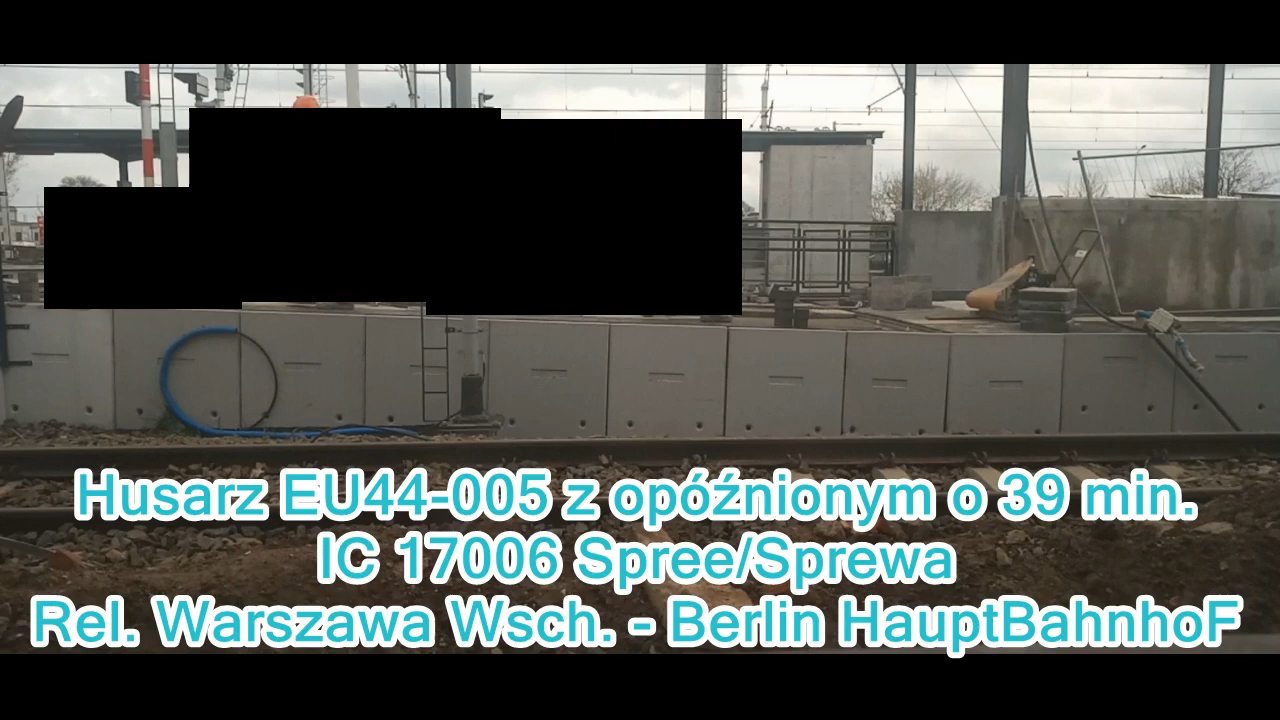 Husarz EU44-005 z opóźnionym o 39 min.
IC 17006 Spree/Sprewa
Rel. Warszawa Wsch. - Berlin HauptBahnhoF